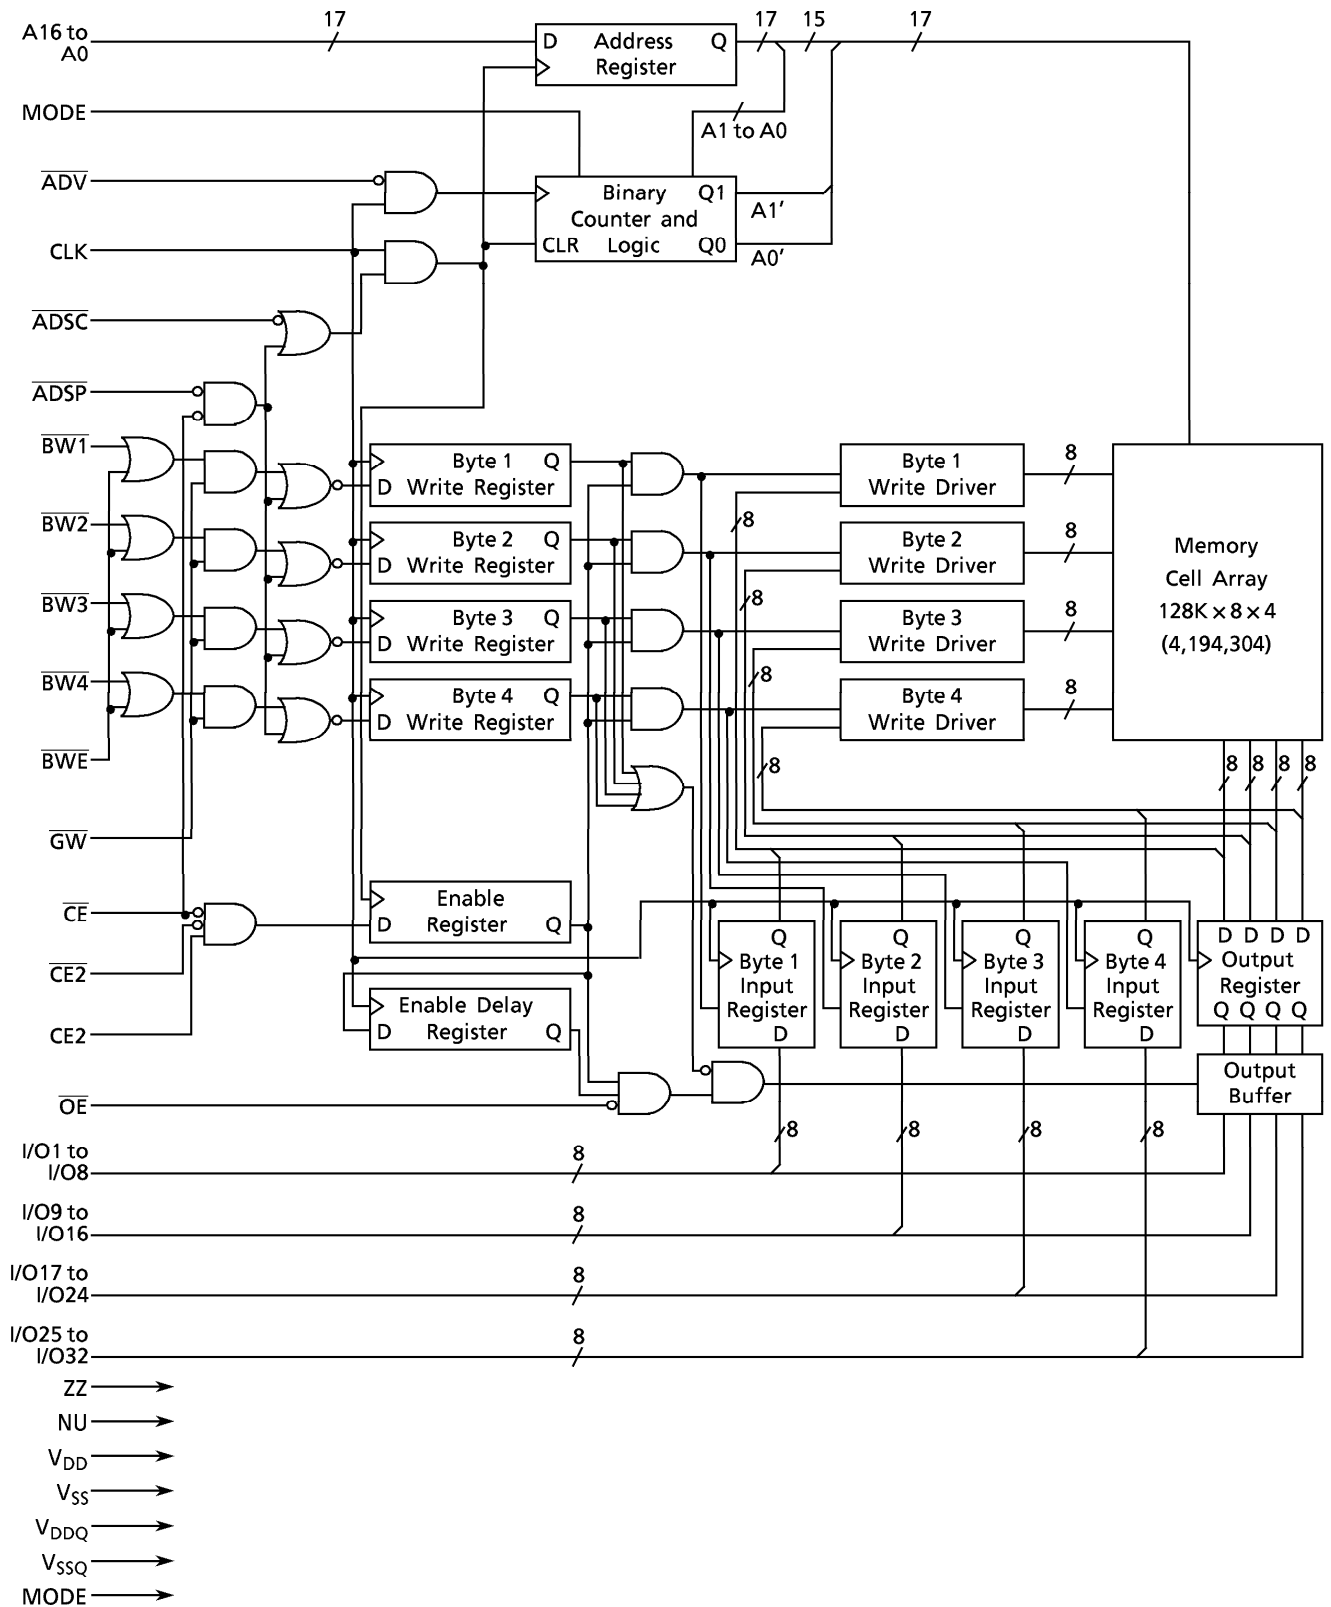 A16 to
A0
17
D Address Q
Register
17
15
17
MODE
A1 to A0
ADV
Binary Q1
Counter and
CLR Logic Q0
A1'
A0'
CLK
ADSC
ADSP
BW1
Byte 1 Q
D Write Register
Byte 1
Write Driver
8
8
BW2
Byte 2 Q
D Write Register
Byte 2
Write Driver
8
8
BW3
Byte 3 Q
D Write Register
Byte 3
Write Driver
8
8
BW4
Byte 4 Q
D Write Register
Byte 4
Write Driver
8
8
Memory
Cell Array
128K × 8 × 4
(4,194,304)
BWE
8 8 8 8
GW
CE
Enable
D Register Q
CE2
Enable Delay
D Register Q
CE2
Q
Byte 1
Input
Register
D
Q
Byte 2
Input
Register
D
Q
Byte 3
Input
Register
D
Q
Byte 4
Input
Register
D
D D D D
Output
Register
Q Q Q Q
Output
Buffer
OE
8 8 8 8
I/O1 to
I/O8
8
I/O9 to
I/O16
8
I/O17 to
I/O24
8
I/O25 to
I/O32
8
ZZ
NU
VDD
VSS
VDDQ
VSSQ
MODE